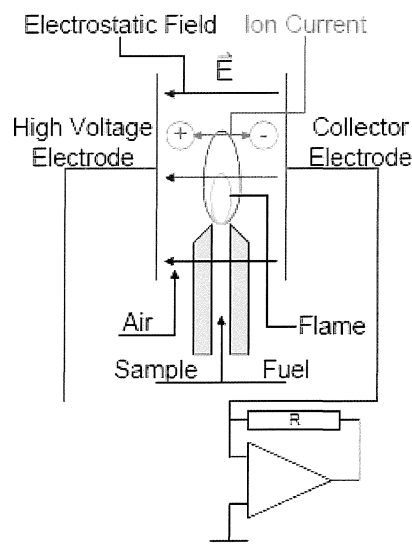 Electrostatic Field Ion Current
E
High Voltage
Electrode
+
-
Collector
Electrode
Air
Flame
Sample
Fuel
R